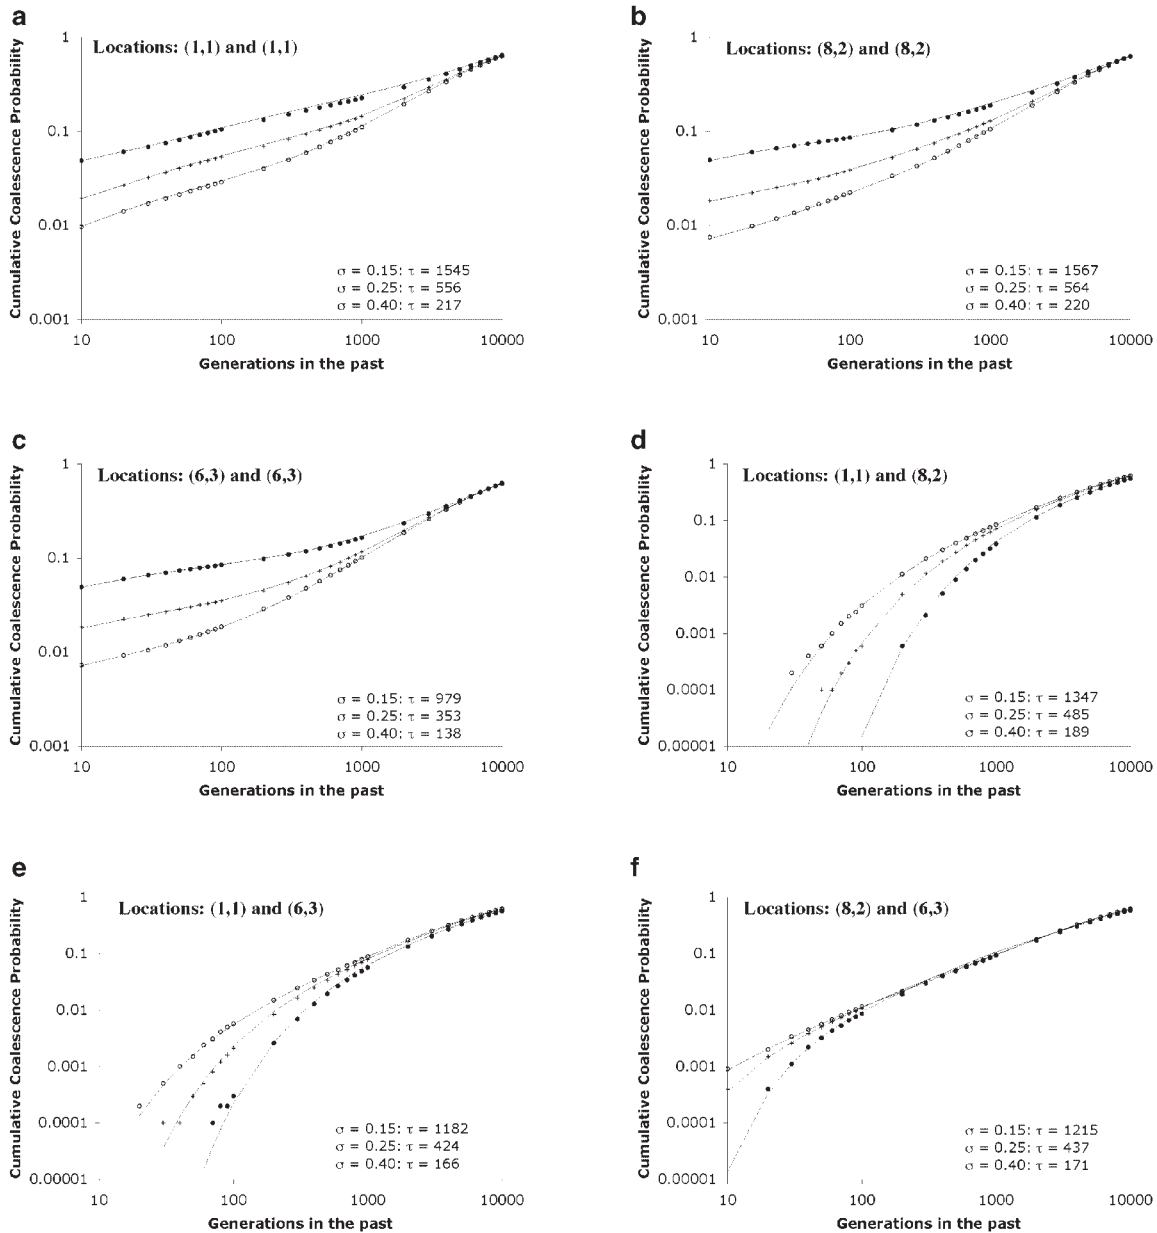 a
Locations: (1,1) and (1,1)
Cumulative Coalescence Probability
1
0.1
0.01
0.001
σ = 0.15: τ = 1545
σ = 0.25: τ = 556
σ = 0.40: τ = 217
10 100 1000 10000
Generations in the past
b
Locations: (8,2) and (8,2)
Cumulative Coalescence Probability
1
0.1
0.01
0.001
σ = 0.15: τ = 1567
σ = 0.25: τ = 564
σ = 0.40: τ = 220
10 100 1000 10000
Generations in the past
c
Locations: (6,3) and (6,3)
Cumulative Coalescence Probability
1
0.1
0.01
0.001
σ = 0.15: τ = 979
σ = 0.25: τ = 353
σ = 0.40: τ = 138
10 100 1000 10000
Generations in the past
d
Locations: (1,1) and (8,2)
Cumulative Coalescence Probability
1
0.1
0.01
0.001
0.0001
0.00001
σ = 0.15: τ = 1347
σ = 0.25: τ = 485
σ = 0.40: τ = 189
10 100 1000 10000
Generations in the past
e
Locations: (1,1) and (6,3)
Cumulative Coalescence Probability
1
0.1
0.01
0.001
0.0001
0.00001
σ = 0.15: τ = 1182
σ = 0.25: τ = 424
σ = 0.40: τ = 166
10 100 1000 10000
Generations in the past
f
Locations: (8,2) and (6,3)
Cumulative Coalescence Probability
1
0.1
0.01
0.001
0.0001
0.00001
σ = 0.15: τ = 1215
σ = 0.25: τ = 437
σ = 0.40: τ = 171
10 100 1000 10000
Generations in the past